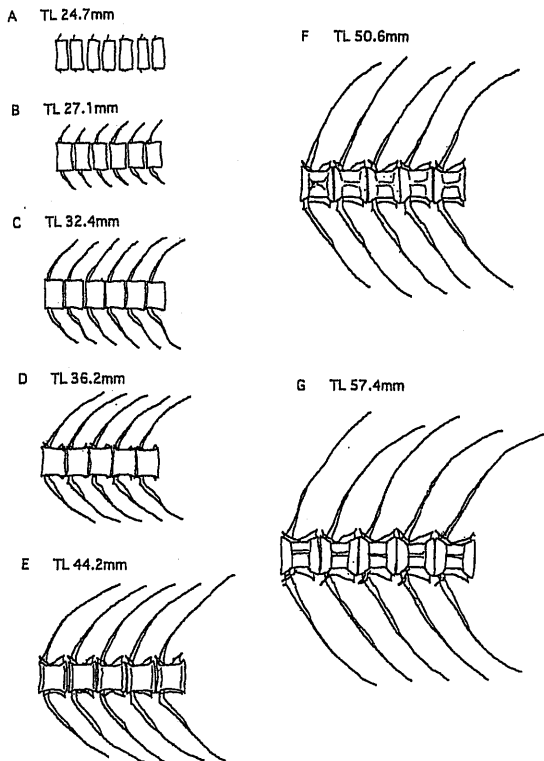 A TL 24.7mm
B TL 27.1mm
C TL 32.4mm
D TL 36.2mm
E TL 44.2mm
F TL 50.6mm
G TL 57.4mm